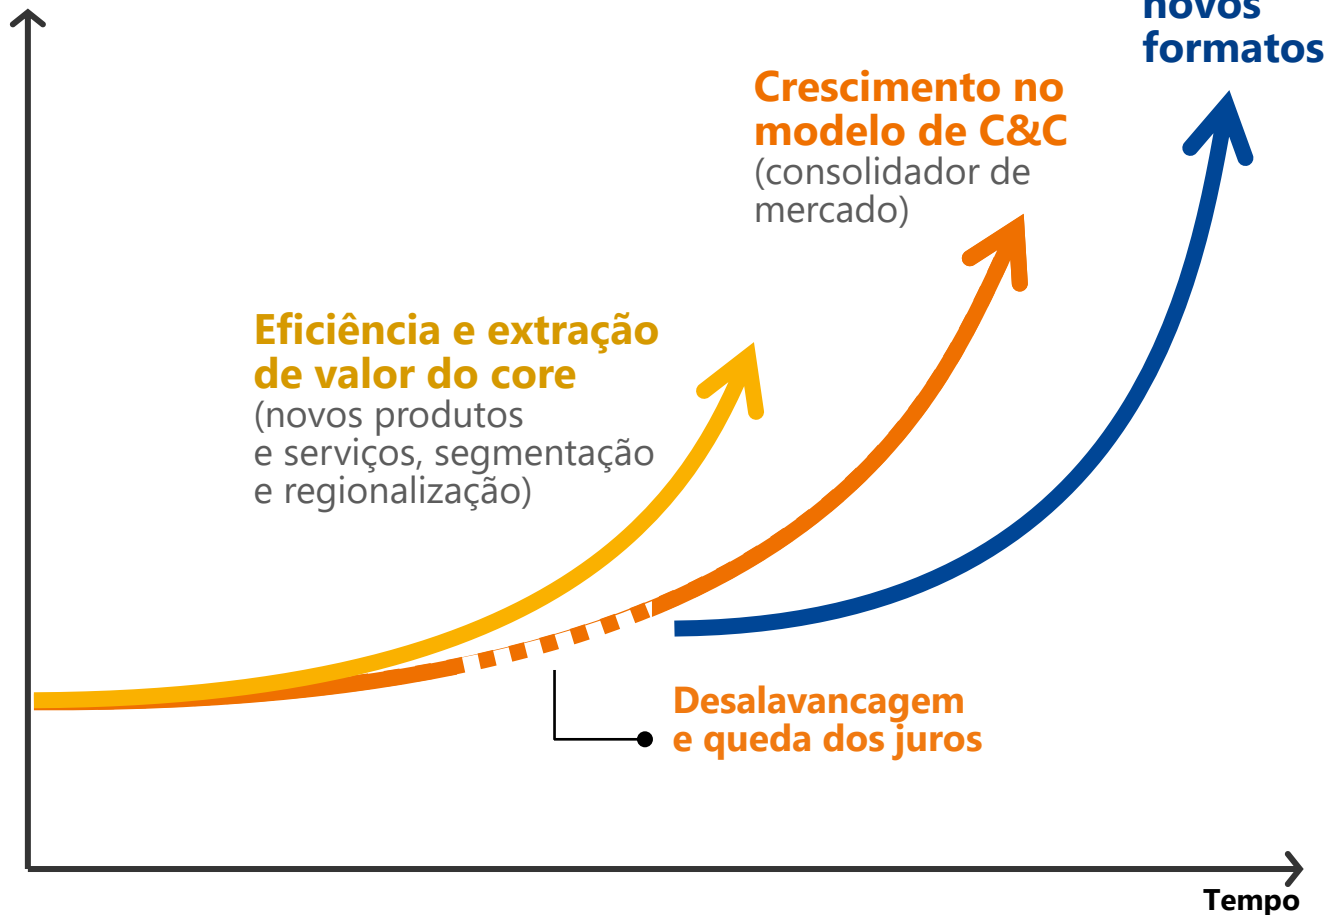 novos
formatos
Crescimento no
modelo de C&C
(consolidador de
mercado)
Eficiência e extração
de valor do core
(novos produtos
e serviços, segmentação
e regionalização)
Desalavancagem
e queda dos juros
Tempo